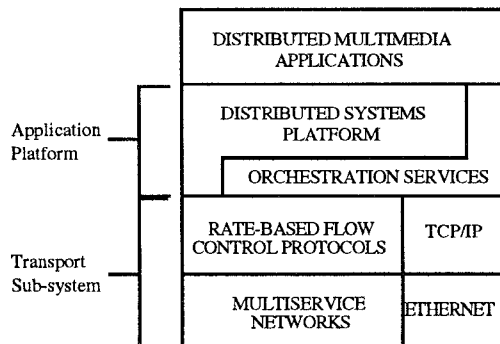 DISTRIBUTED MULTIMEDIA
APPLICATIONS
Application
Platform
DISTRIBUTED SYSTEMS
PLATFORM
ORCHESTRATION SERVICES
Transport
Sub-system
RATE-BASED FLOW
CONTROL PROTOCOLS
TCP/IP
MULTISERVICE
NETWORKS
ETHERNET